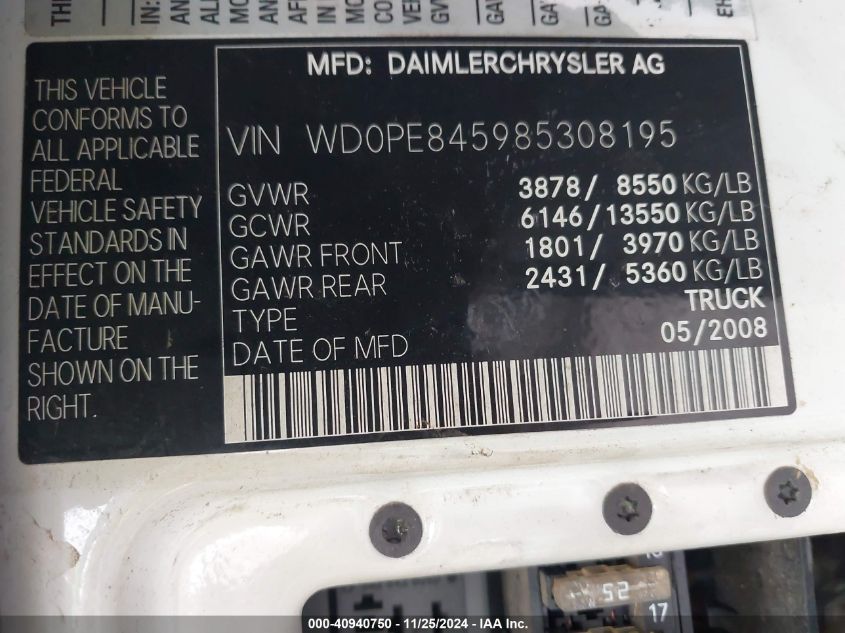 MFD: DAIMLERCHRYSLER AG
THIS VEHICLE
CONFORMS TO
ALL APPLICABLE
FEDERAL
VEHICLE SAFETY
STANDARDS IN
EFFECT ON THE
DATE OF MANU-
FACTURE
SHOWN ON THE
RIGHT.
VIN WD0PE845985308195
GVWR 3878/ 8550 KG/LB
GCWR 6146/13550 KG/LB
GAWR FRONT 1801/ 3970 KG/LB
GAWR REAR 2431/ 5360 KG/LB
TYPE TRUCK
DATE OF MFD 05/2008
17
000-40940750 - 11/25/2024 - IAA Inc.